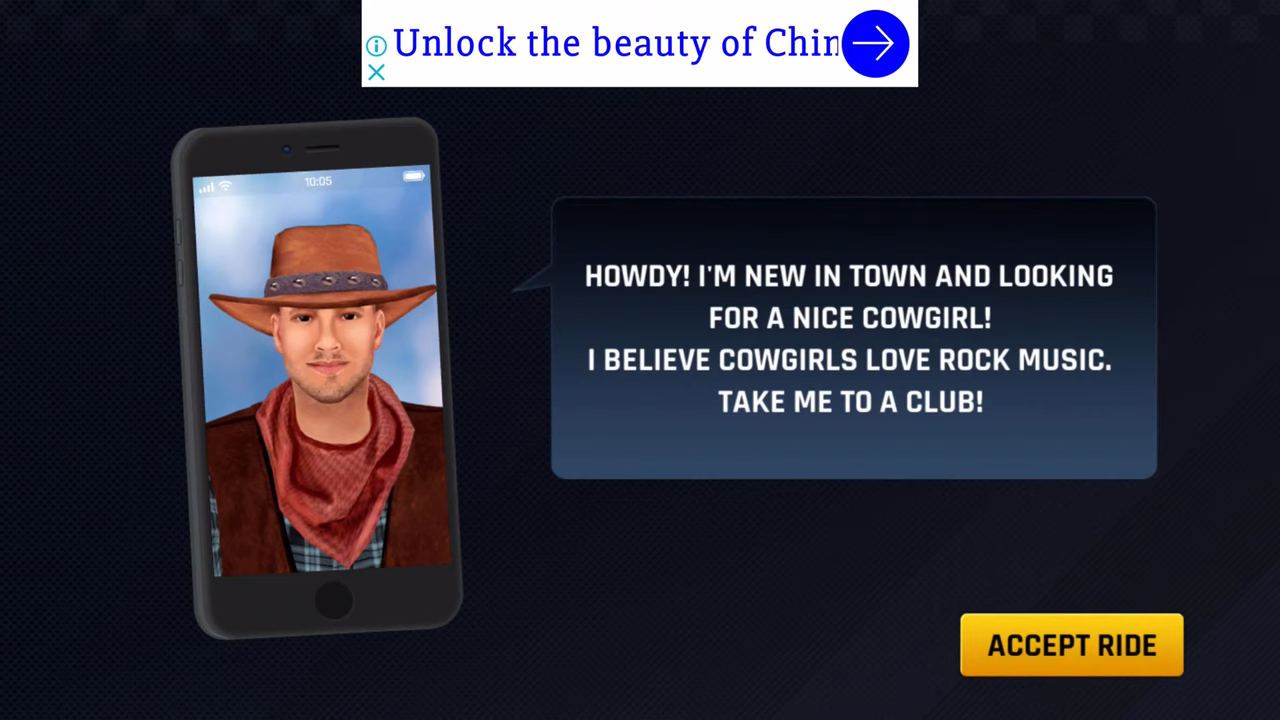 Unlock the beauty of Chin
10:05
HOWDY! I'M NEW IN TOWN AND LOOKING
FOR A NICE COWGIRL!
I BELIEVE COWGIRLS LOVE ROCK MUSIC.
TAKE ME TO A CLUB!
ACCEPT RIDE